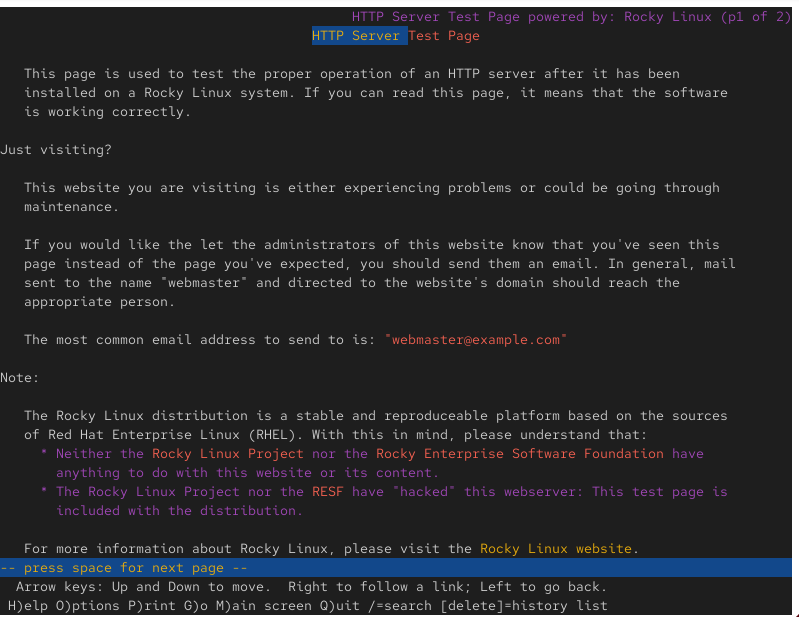 HTTP Server Test Page powered by: Rocky Linux (p1 of 2)
HTTP Server Test Page
This page is used to test the proper operation of an HTTP server after it has been
installed on a Rocky Linux system. If you can read this page, it means that the software
is working correctly.
Just visiting?
This website you are visiting is either experiencing problems or could be going through
maintenance.
If you would like the let the administrators of this website know that you've seen this
page instead of the page you've expected, you should send them an email. In general, mail
sent to the name "webmaster" and directed to the website's domain should reach the
appropriate person.
The most common email address to send to is: "webmaster@example.com"
Note:
The Rocky Linux distribution is a stable and reproduceable platform based on the sources
of Red Hat Enterprise Linux (RHEL). With this in mind, please understand that:
* Neither the Rocky Linux Project nor the Rocky Enterprise Software Foundation have
anything to do with this website or its content.
* The Rocky Linux Project nor the RESF have "hacked" this webserver: This test page is
included with the distribution.
For more information about Rocky Linux, please visit the Rocky Linux website.
-- press space for next page --
Arrow keys: Up and Down to move.  Right to follow a link; Left to go back.
H)elp O)ptions P)rint G)o M)ain screen Q)uit /=search [delete]=history list